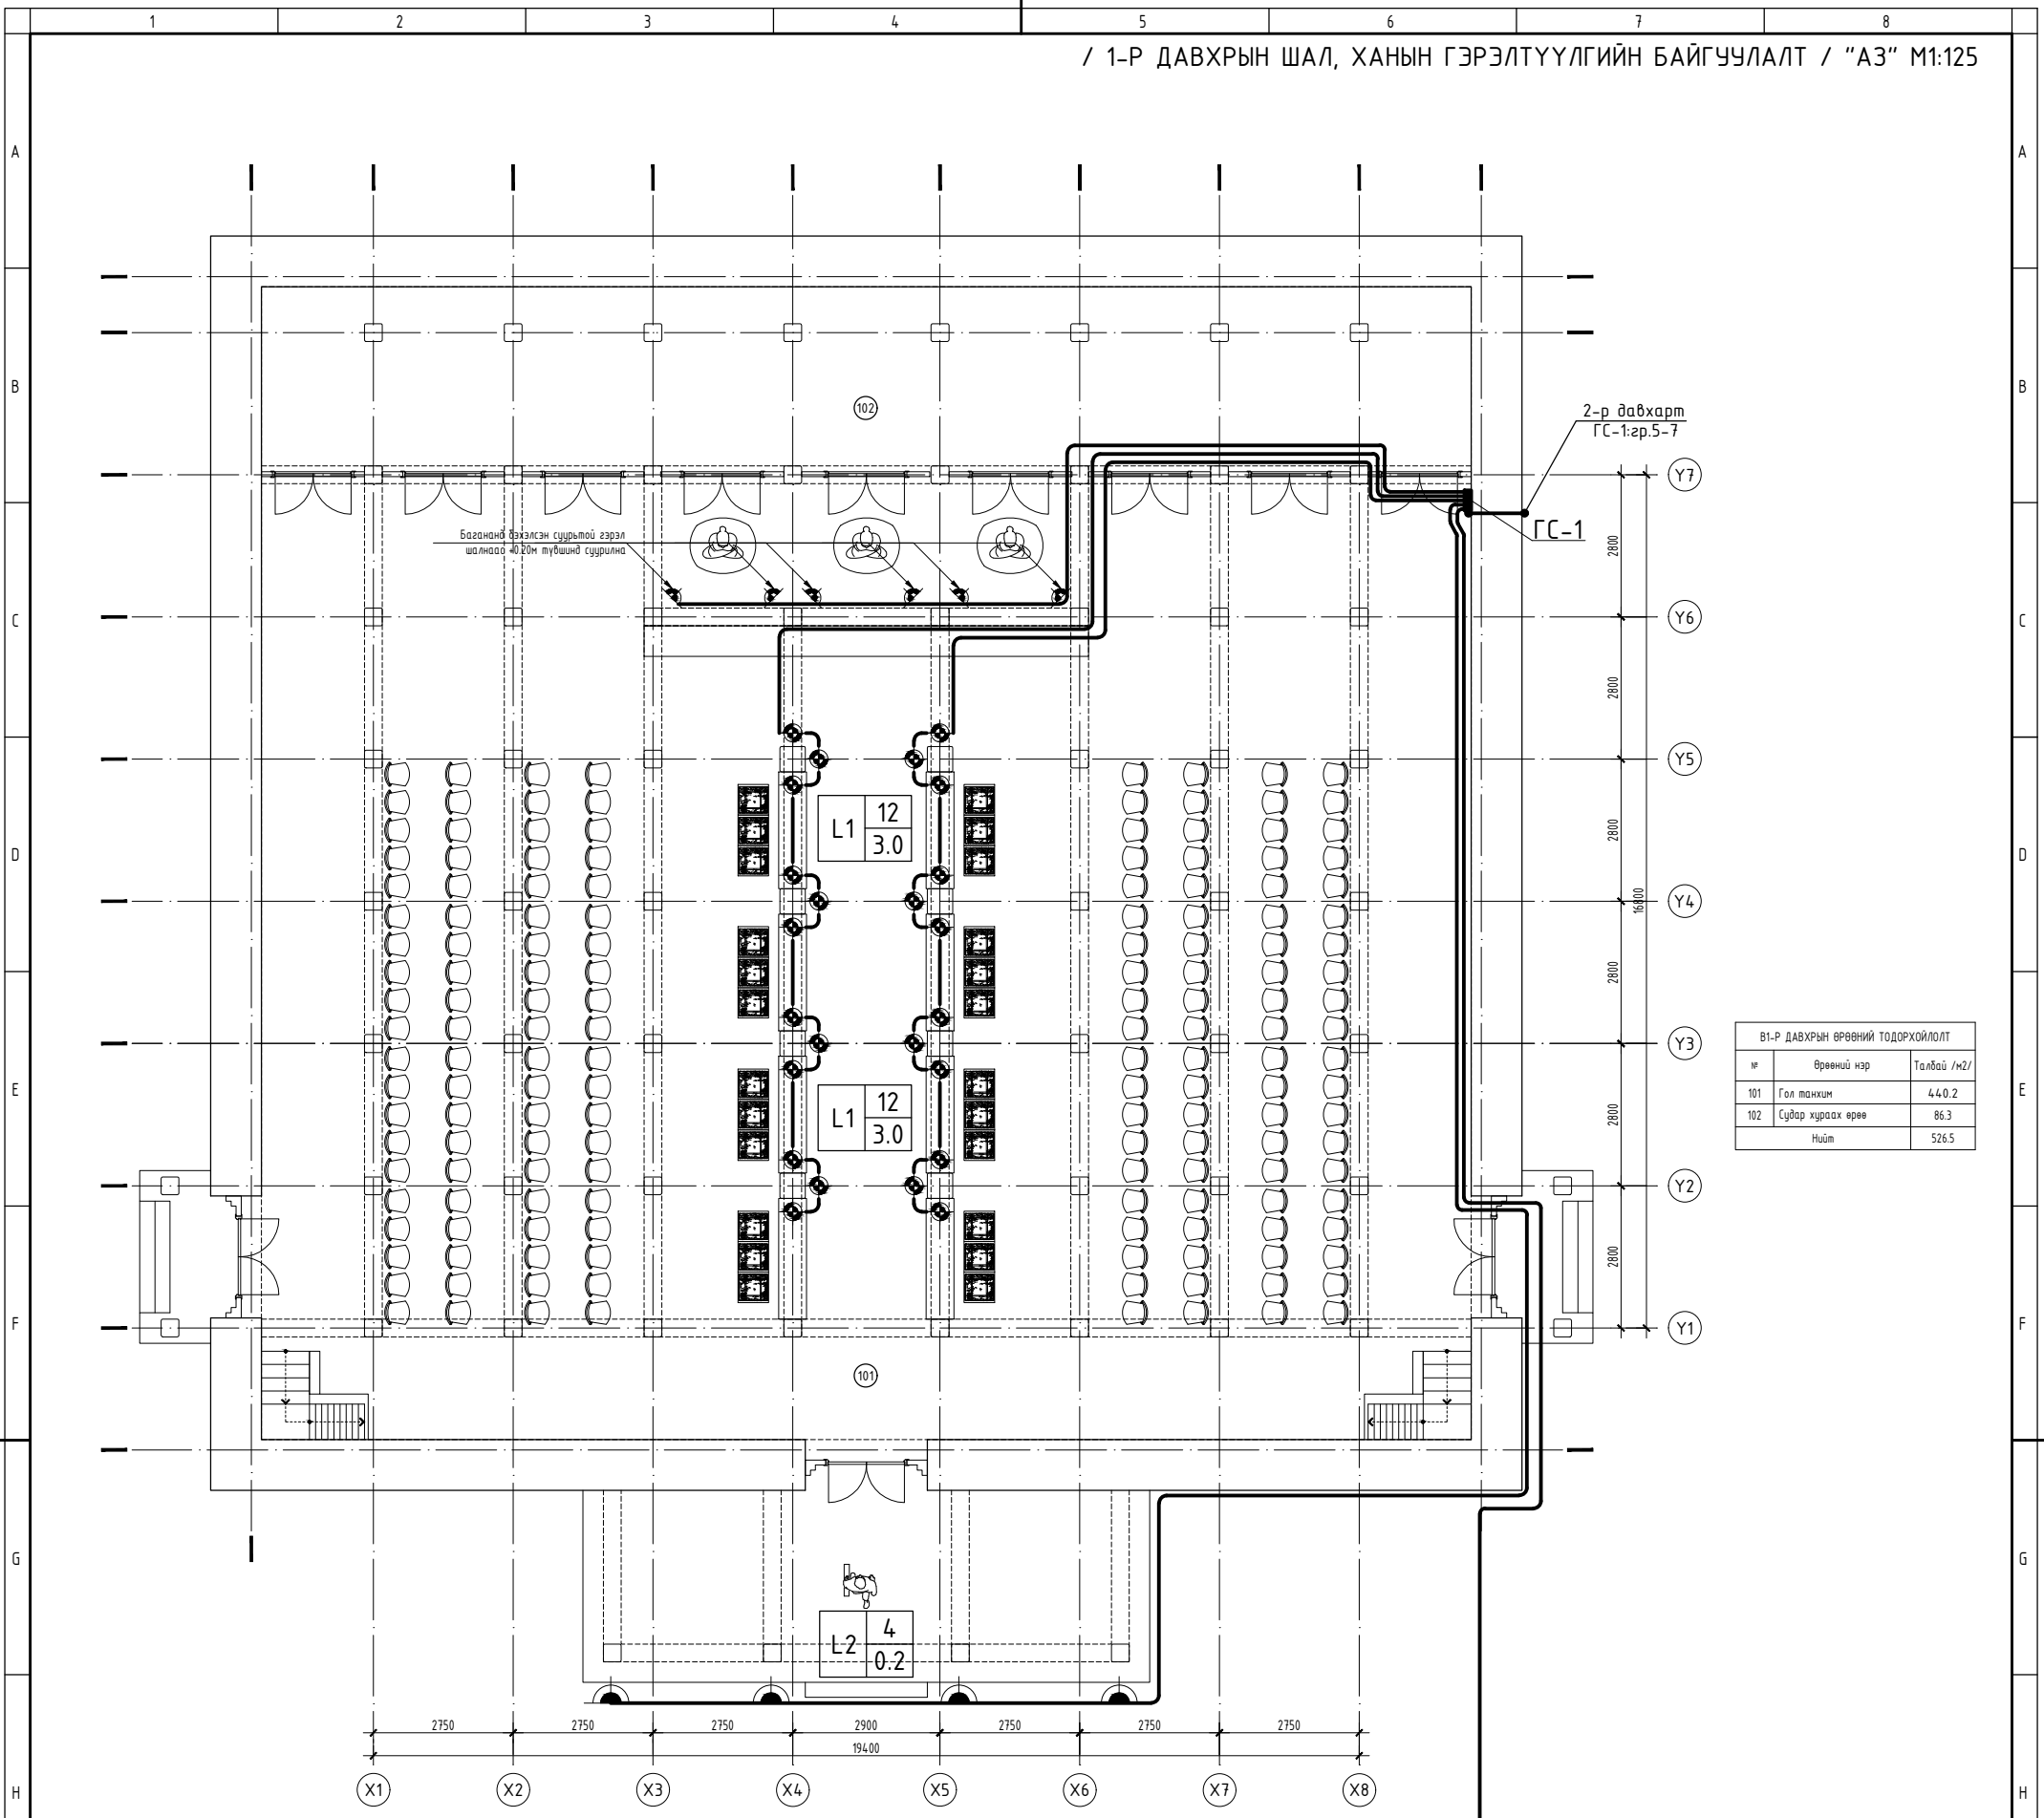 1 2 3 4 5 6 7 8
/ 1-Р ДАВХРЫН ШАЛ, ХАНЫН ГЭРЭЛТҮҮЛГИЙН БАЙГУУЛАЛТ / "А3" М1:125
A A
B B
102
2-р давхарт
ГС-1:гр.5-7
Y7
ГС-1
Баганад бэхэлсэн суурьтой гэрэл
шалнаас +0.20м түвшинд суурилна
2800
C C
Y6
2800
Y5
L1 12
3.0
2800
D D
Y4
16800
2800
Y3
В1-Р ДАВХРЫН ӨРӨӨНИЙ ТОДОРХОЙЛОЛТ
№ Өрөөний нэр Талбай /м2/
101 Гол танхим 440.2
102 Судар хураах өрөө 86.3
Нийт 526.5
E E
L1 12
3.0
2800
Y2
2800
F F
Y1
101
G G
L2 4
0.2
2750 2750 2750 2900 2750 2750 2750
19400
X1 X2 X3 X4 X5 X6 X7 X8
H H